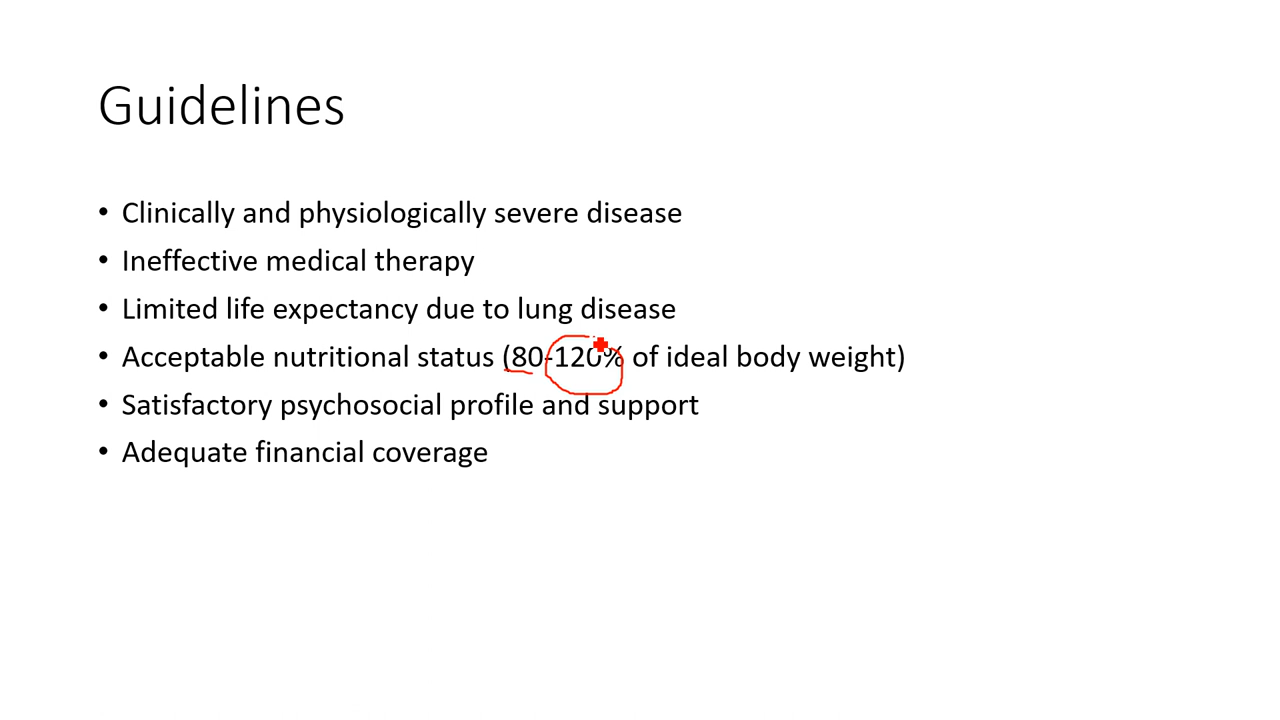 Guidelines
• Clinically and physiologically severe disease
• Ineffective medical therapy
• Limited life expectancy due to lung disease
• Acceptable nutritional status (80-120% of ideal body weight)
• Satisfactory psychosocial profile and support
• Adequate financial coverage